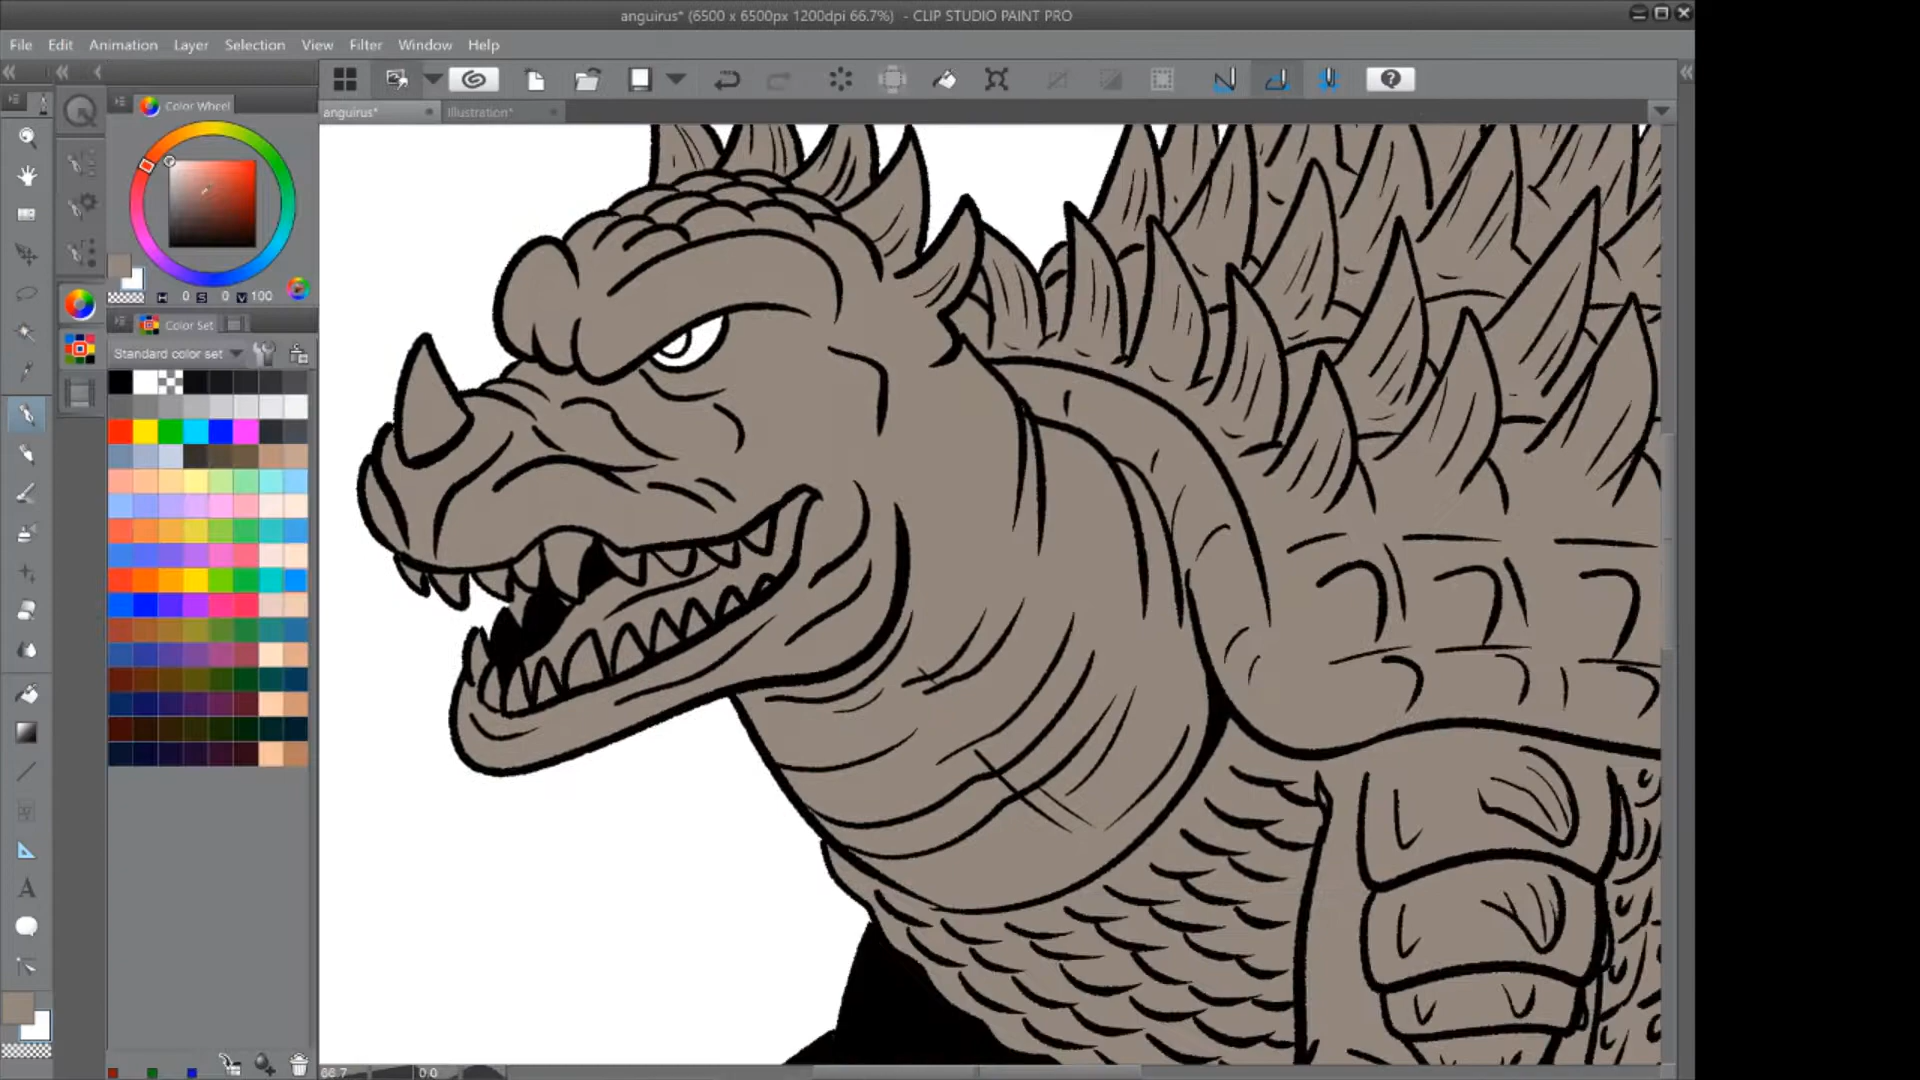 anguirus* (6500 x 6500px 1200dpi 66.7%) - CLIP STUDIO PAINT PRO
File Edit Animation Layer Selection View Filter Window Help
anguirus* Illustration*
Color Wheel
H 0 S 0 V 100
Color Set
Standard color set
66.7 0.0